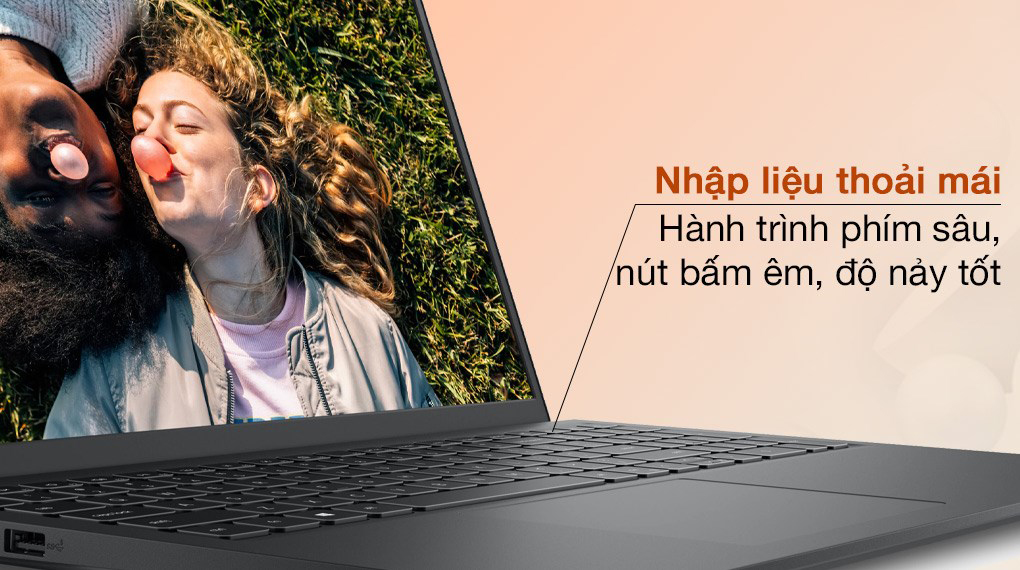 Nhập liệu thoải mái
Hành trình phím sâu,
nút bấm êm, độ nảy tốt